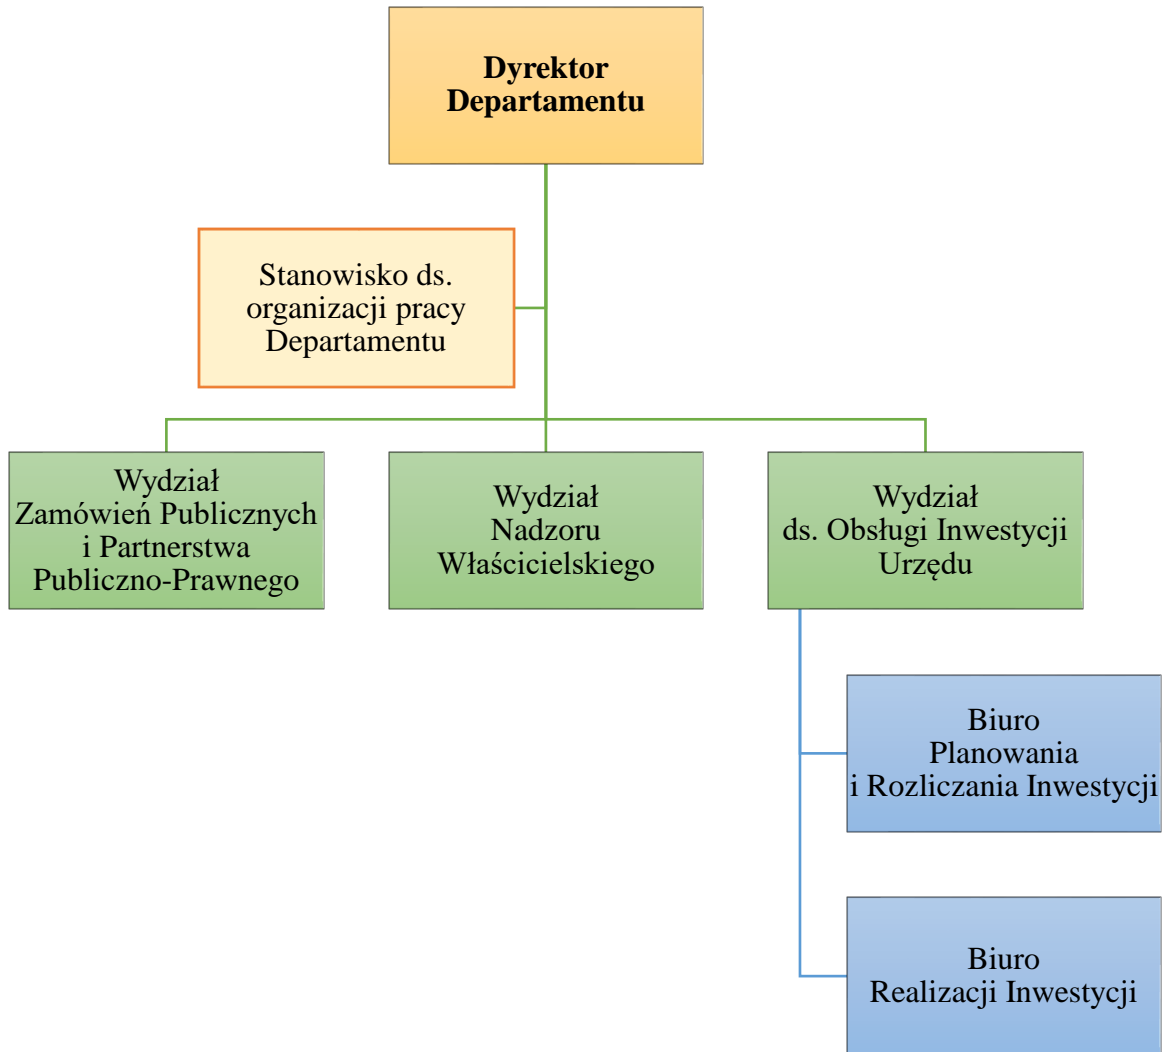 Dyrektor
Departamentu
Stanowisko ds.
organizacji pracy
Departamentu
Wydział
Zamówień Publicznych
i Partnerstwa
Publiczno-Prawnego
Wydział
Nadzoru
Właścicielskiego
Wydział
ds. Obsługi Inwestycji
Urzędu
Biuro
Planowania
i Rozliczania Inwestycji
Biuro
Realizacji Inwestycji